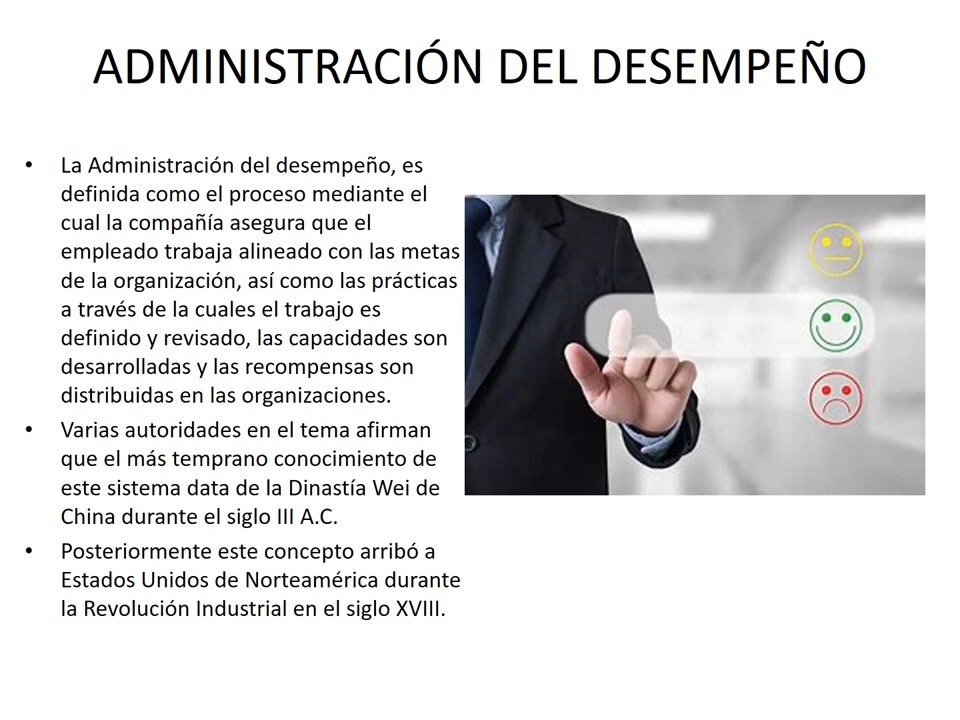 ADMINISTRACIÓN DEL DESEMPEÑO
• La Administración del desempeño, es
definida como el proceso mediante el
cual la compañía asegura que el
empleado trabaja alineado con las metas
de la organización, así como las prácticas
a través de la cuales el trabajo es
definido y revisado, las capacidades son
desarrolladas y las recompensas son
distribuidas en las organizaciones.
• Varias autoridades en el tema afirman
que el más temprano conocimiento de
este sistema data de la Dinastía Wei de
China durante el siglo III A.C.
• Posteriormente este concepto arribó a
Estados Unidos de Norteamérica durante
la Revolución Industrial en el siglo XVIII.